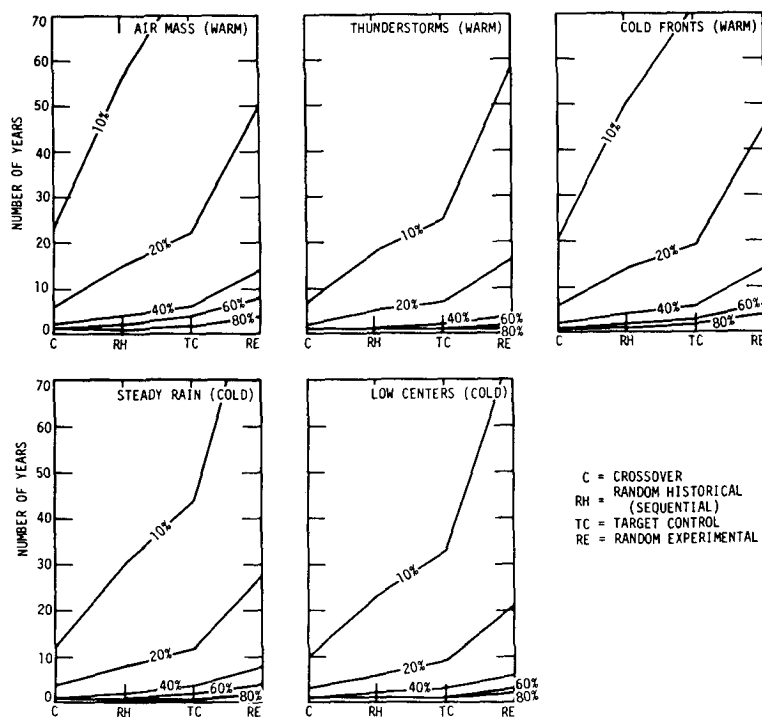 AIR MASS (WARM)
THUNDERSTORMS (WARM)
COLD FRONTS (WARM)
NUMBER OF YEARS
70
60
50
40
30
20
10
0
10%
20%
40%
60%
80%
C RH TC RE
10%
20%
40%
60%
80%
C RH TC RE
10%
20%
40%
60%
80%
C RH TC RE
STEADY RAIN (COLD)
LOW CENTERS (COLD)
NUMBER OF YEARS
70
60
50
40
30
20
10
0
10%
20%
40%
60%
80%
C RH TC RE
10%
20%
40%
60%
80%
C RH TC RE
C = CROSSOVER
RH = RANDOM HISTORICAL
(SEQUENTIAL)
TC = TARGET CONTROL
RE = RANDOM EXPERIMENTAL